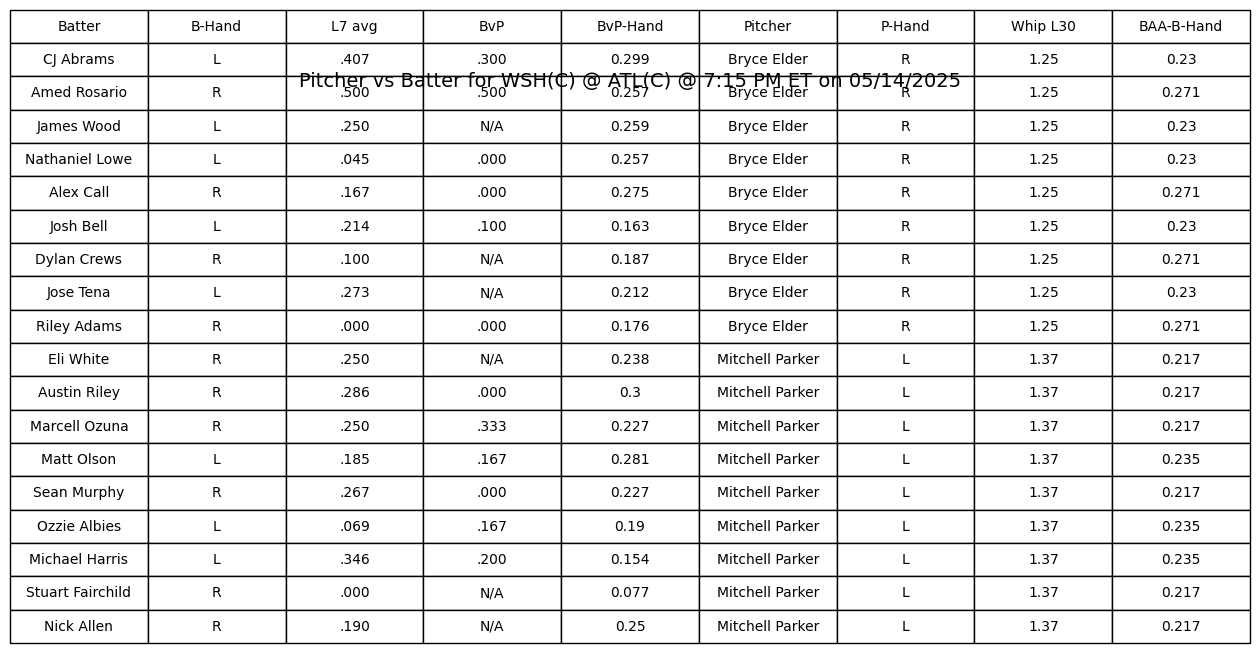 Batter B-Hand L7 avg BvP BvP-Hand Pitcher P-Hand Whip L30 BAA-B-Hand
CJ Abrams L .407 .300 0.299 Bryce Elder R 1.25 0.23
Pitcher vs Batter for WSH(C) @ ATL(C) @ 7:15 PM ET on 05/14/2025
Amed Rosario R .500 .500 0.257 Bryce Elder R 1.25 0.271
James Wood L .250 N/A 0.259 Bryce Elder R 1.25 0.23
Nathaniel Lowe L .045 .000 0.257 Bryce Elder R 1.25 0.23
Alex Call R .167 .000 0.275 Bryce Elder R 1.25 0.271
Josh Bell L .214 .100 0.163 Bryce Elder R 1.25 0.23
Dylan Crews R .100 N/A 0.187 Bryce Elder R 1.25 0.271
Jose Tena L .273 N/A 0.212 Bryce Elder R 1.25 0.23
Riley Adams R .000 .000 0.176 Bryce Elder R 1.25 0.271
Eli White R .250 N/A 0.238 Mitchell Parker L 1.37 0.217
Austin Riley R .286 .000 0.3 Mitchell Parker L 1.37 0.217
Marcell Ozuna R .250 .333 0.227 Mitchell Parker L 1.37 0.217
Matt Olson L .185 .167 0.281 Mitchell Parker L 1.37 0.235
Sean Murphy R .267 .000 0.227 Mitchell Parker L 1.37 0.217
Ozzie Albies L .069 .167 0.19 Mitchell Parker L 1.37 0.235
Michael Harris L .346 .200 0.154 Mitchell Parker L 1.37 0.235
Stuart Fairchild R .000 N/A 0.077 Mitchell Parker L 1.37 0.217
Nick Allen R .190 N/A 0.25 Mitchell Parker L 1.37 0.217